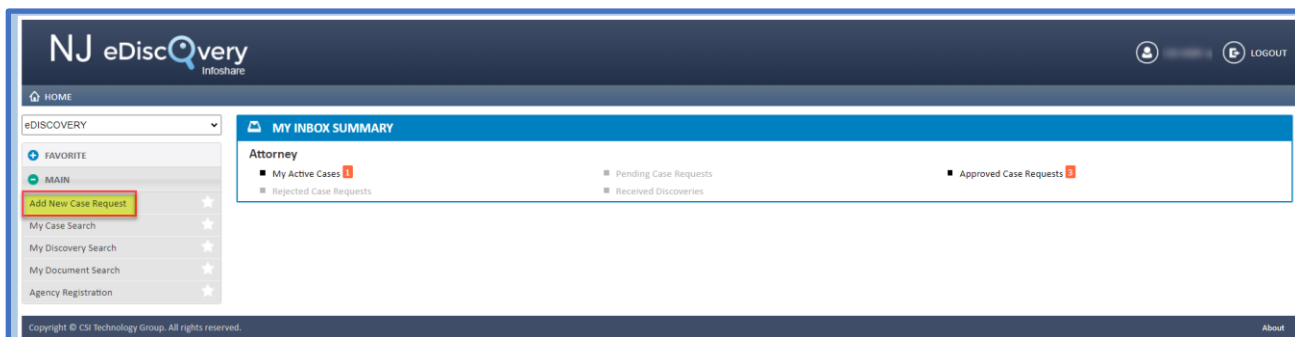 NJ eDiscOvery
Infoshare
LOGOUT
HOME
eDISCOVERY
MY INBOX SUMMARY
FAVORITE
MAIN
Add New Case Request
My Case Search
My Discovery Search
My Document Search
Agency Registration
Attorney
My Active Cases 1
Pending Case Requests
Approved Case Requests 3
Rejected Case Requests
Received Discoveries
Copyright © CSI Technology Group. All rights reserved.
About